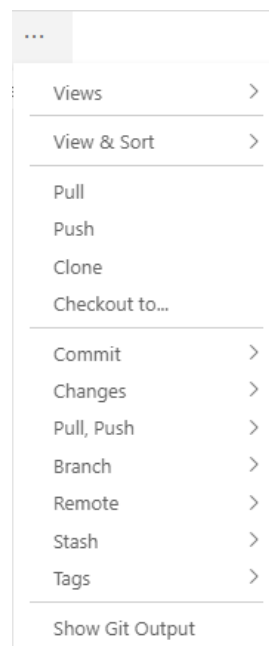 ...
Views
View & Sort
Pull
Push
Clone
Checkout to...
Commit
Changes
Pull, Push
Branch
Remote
Stash
Tags
Show Git Output